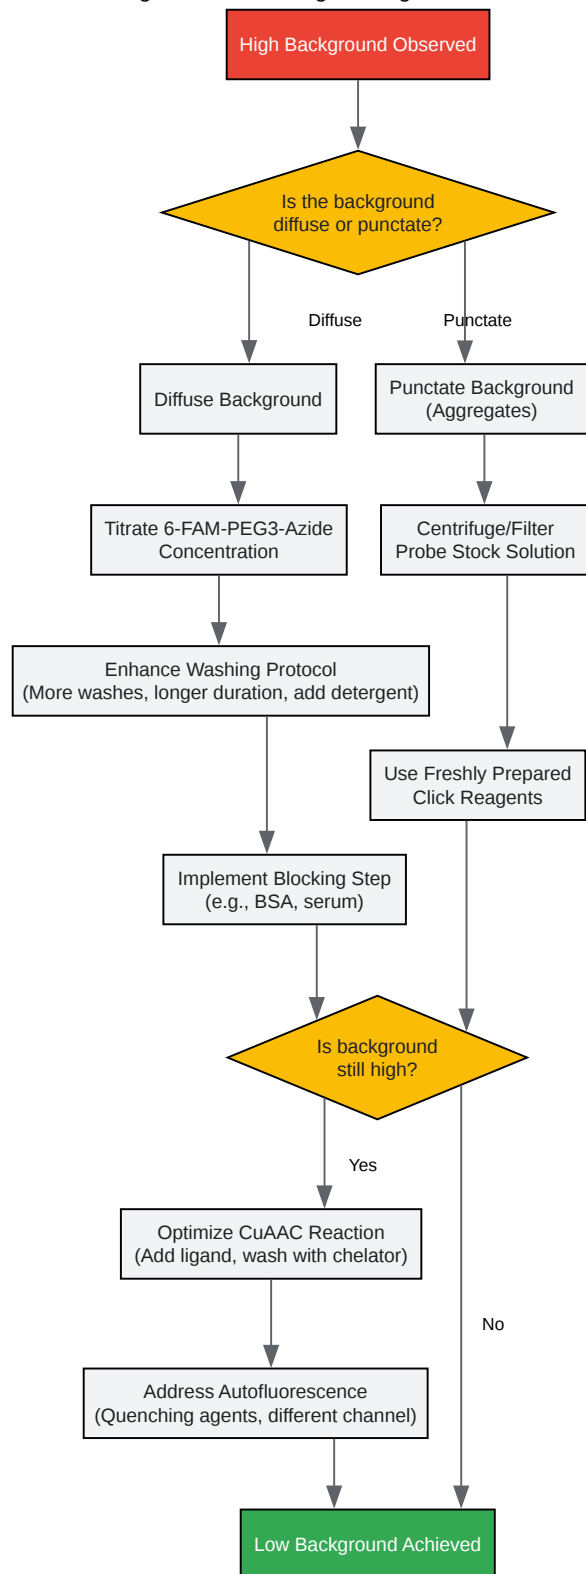 High Background Observed
Is the background
diffuse or punctate?
Diffuse
Punctate
Diffuse Background
Punctate Background
(Aggregates)
Titrate 6-FAM-PEG3-Azide
Concentration
Centrifuge/Filter
Probe Stock Solution
Enhance Washing Protocol
(More washes, longer duration, add detergent)
Use Freshly Prepared
Click Reagents
Implement Blocking Step
(e.g., BSA, serum)
Is background
still high?
Yes
Optimize CuAAC Reaction
(Add ligand, wash with chelator)
No
Address Autofluorescence
(Quenching agents, different channel)
Low Background Achieved